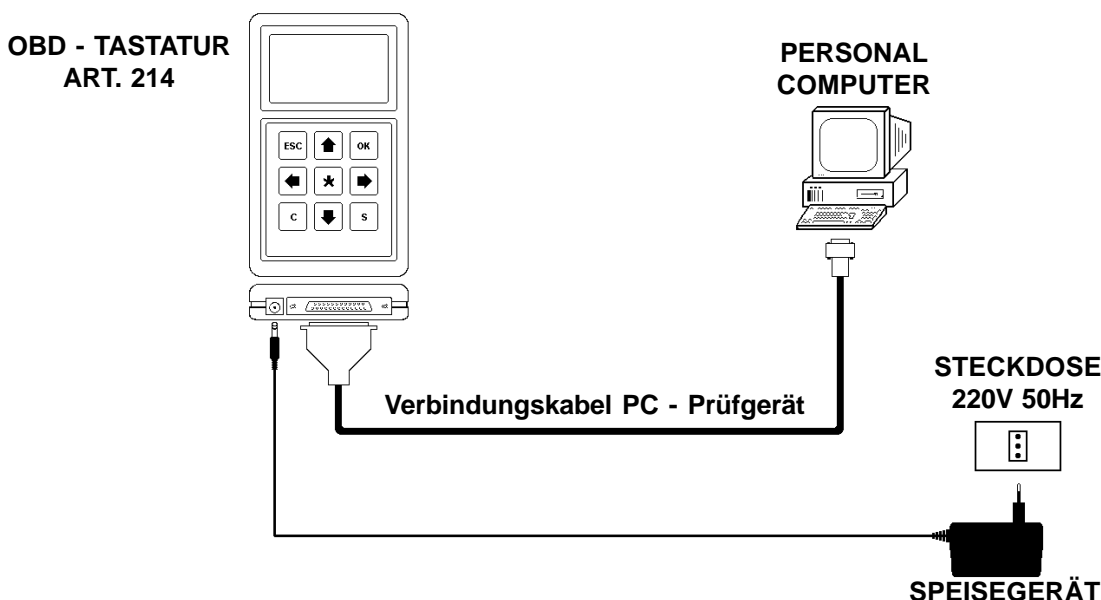 OBD - TASTATUR
ART. 214
ESC
OK
C
S
PERSONAL
COMPUTER
Verbindungskabel PC - Prüfgerät
STECKDOSE
220V 50Hz
SPEISEGERÄT